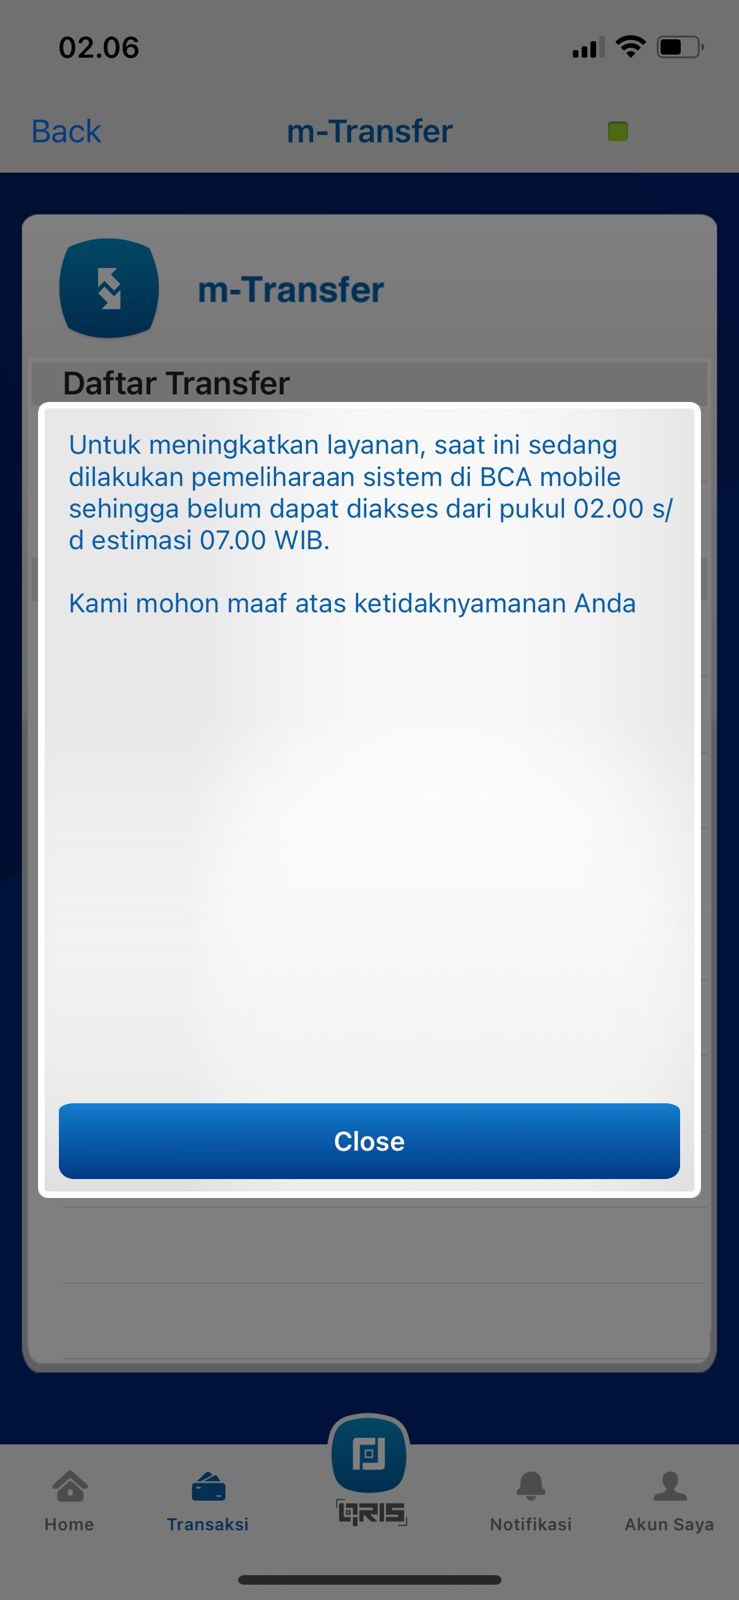 02.06
Back
m-Transfer
m-Transfer
Daftar Transfer
Untuk meningkatkan layanan, saat ini sedang
dilakukan pemeliharaan sistem di BCA mobile
sehingga belum dapat diakses dari pukul 02.00 s/
d estimasi 07.00 WIB.
Kami mohon maaf atas ketidaknyamanan Anda
Close
Home
Transaksi
QRIS
Notifikasi
Akun Saya